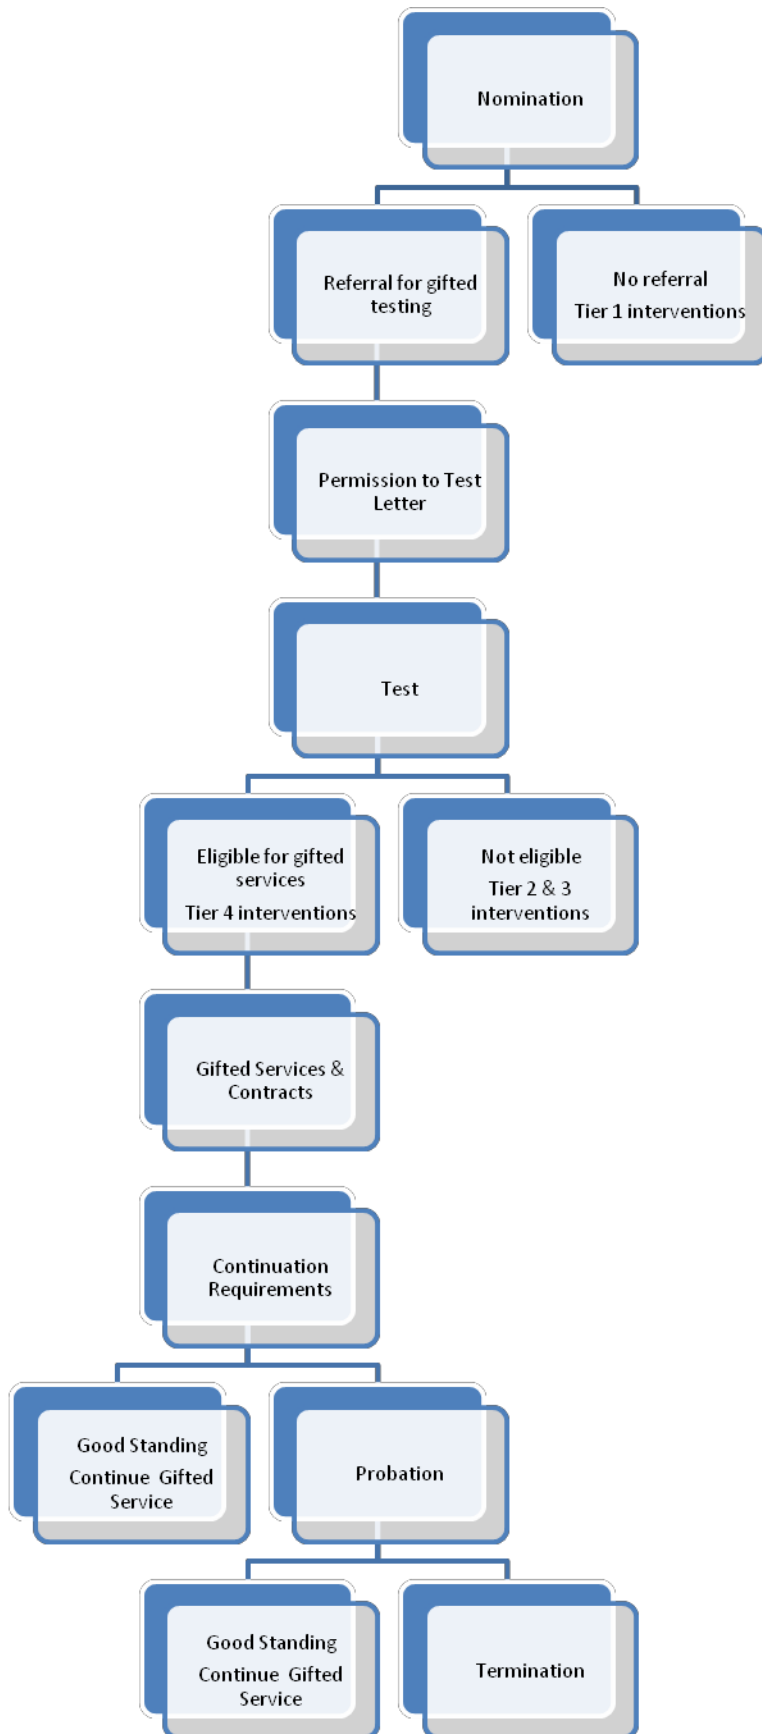 Nomination
Referral for gifted
testing
No referral
Tier 1 interventions
Permission to Test
Letter
Test
Eligible for gifted
services
Tier 4 interventions
Not eligible
Tier 2 & 3
interventions
Gifted Services &
Contracts
Continuation
Requirements
Good Standing
Continue Gifted
Service
Probation
Good Standing
Continue Gifted
Service
Termination